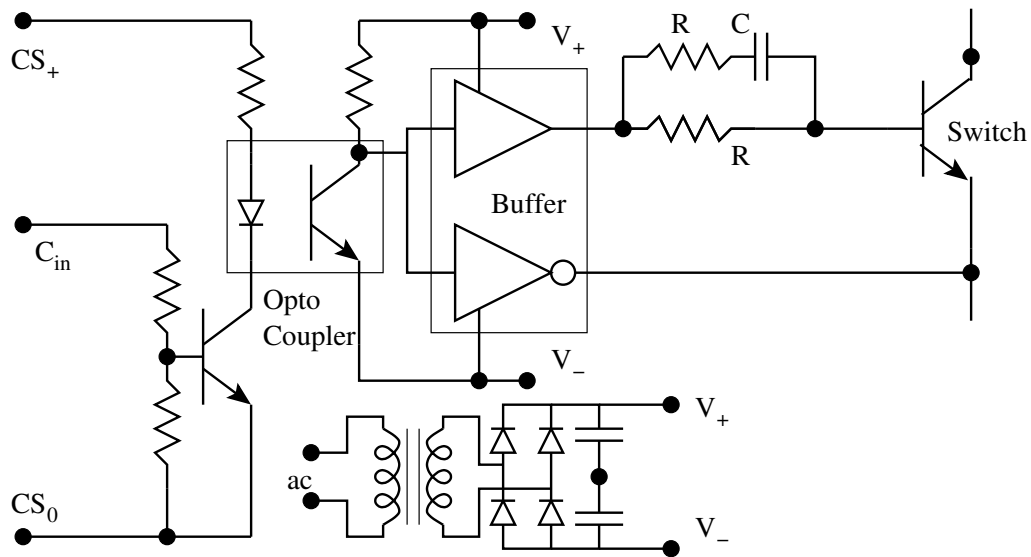 CS+
V+
R
C
R
Switch
Buffer
Cin
Opto
Coupler
V−
V+
ac
CS0
V−